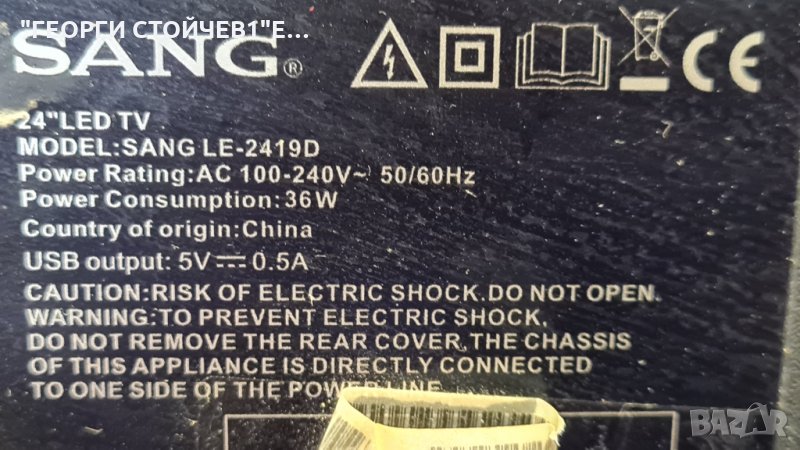 "ГЕОРГИ СТОЙЧЕВ1"Е...
SANG®
24"LED TV
MODEL:SANG LE-2419D
Power Rating:AC 100-240V~ 50/60Hz
Power Consumption:36W
Country of origin:China
USB output: 5V⎓0.5A
CAUTION:RISK OF ELECTRIC SHOCK.DO NOT OPEN.
WARNING:TO PREVENT ELECTRIC SHOCK,
DO NOT REMOVE THE REAR COVER,THE CHASSIS
OF THIS APPLIANCE IS DIRECTLY CONNECTED
TO ONE SIDE OF THE POWER LINE
BAZAR